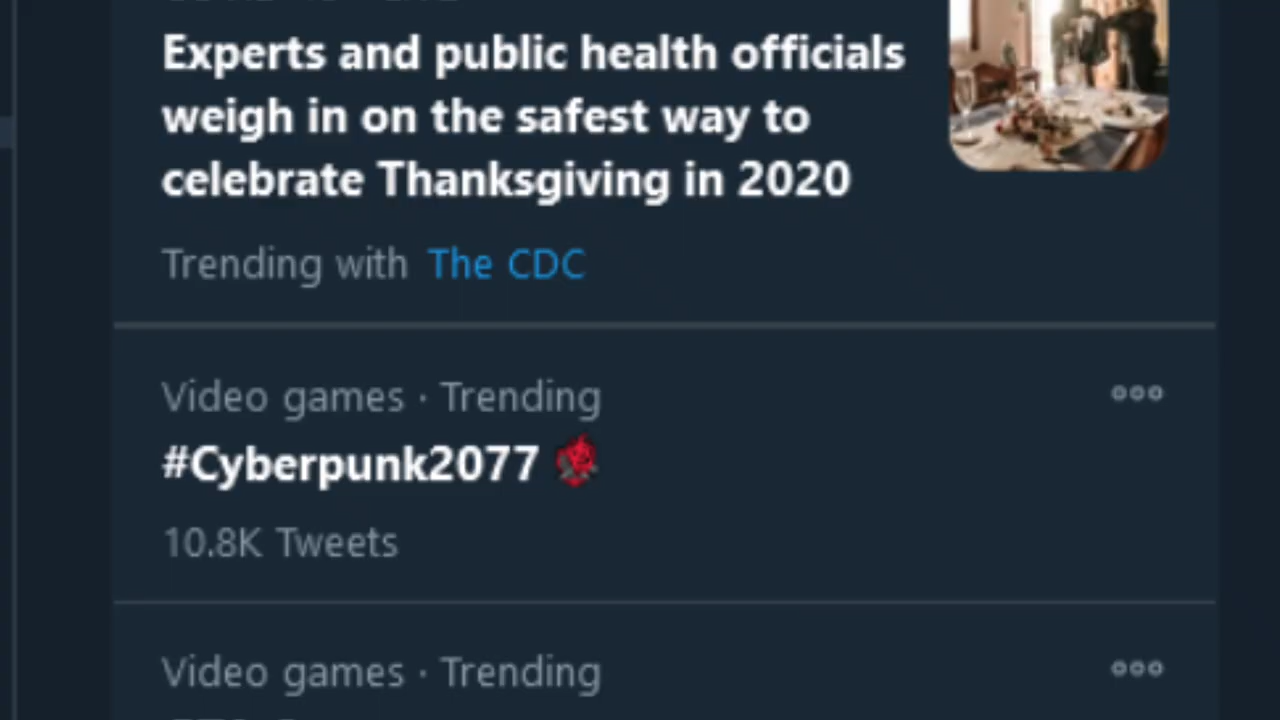 Experts and public health officials
weigh in on the safest way to
celebrate Thanksgiving in 2020
Trending with The CDC
Video games · Trending
#Cyberpunk2077
10.8K Tweets
Video games · Trending